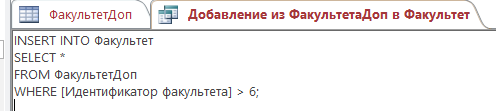 ФакультетДоп
Добавление из ФакультетаДоп в Факультет
INSERT INTO Факультет
SELECT *
FROM ФакультетДоп
WHERE [Идентификатор факультета] > 6;